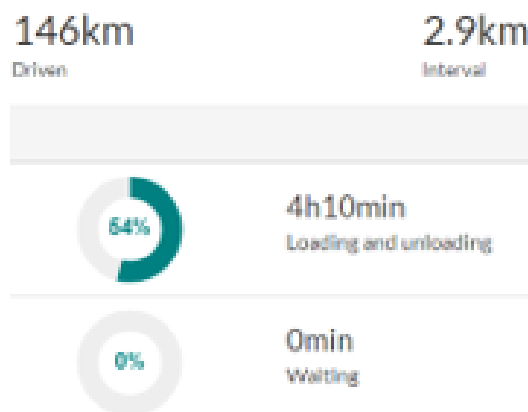 146km
2.9km
Driven
Interval
54%
4h10min
Loading and unloading
0%
0min
Waiting